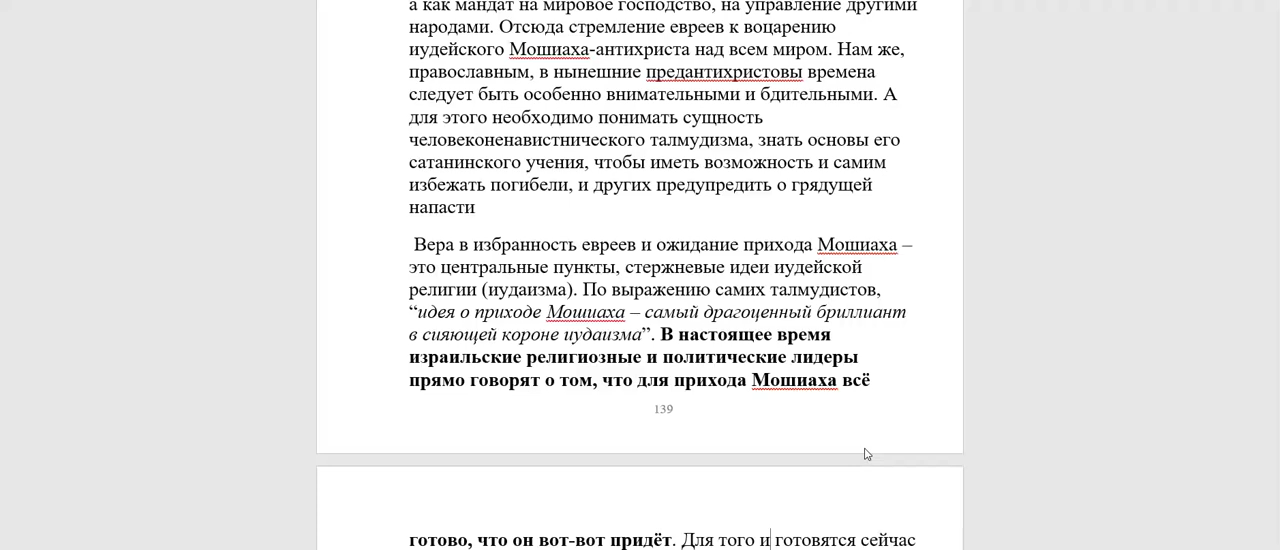 а как мандат на мировое господство, на управление другими
народами. Отсюда стремление евреев к воцарению
иудейского Мошиаха-антихриста над всем миром. Нам же,
православным, в нынешние предантихристовы времена
следует быть особенно внимательными и бдительными. А
для этого необходимо понимать сущность
человеконенавистнического талмудизма, знать основы его
сатанинского учения, чтобы иметь возможность и самим
избежать погибели, и других предупредить о грядущей
напасти
Вера в избранность евреев и ожидание прихода Мошиаха –
это центральные пункты, стержневые идеи иудейской
религии (иудаизма). По выражению самих талмудистов,
“идея о приходе Мошиаха – самый драгоценный бриллиант
в сияющей короне иудаизма”. В настоящее время
израильские религиозные и политические лидеры
прямо говорят о том, что для прихода Мошиаха всё
139
готово, что он вот-вот придёт. Для того и готовятся сейчас